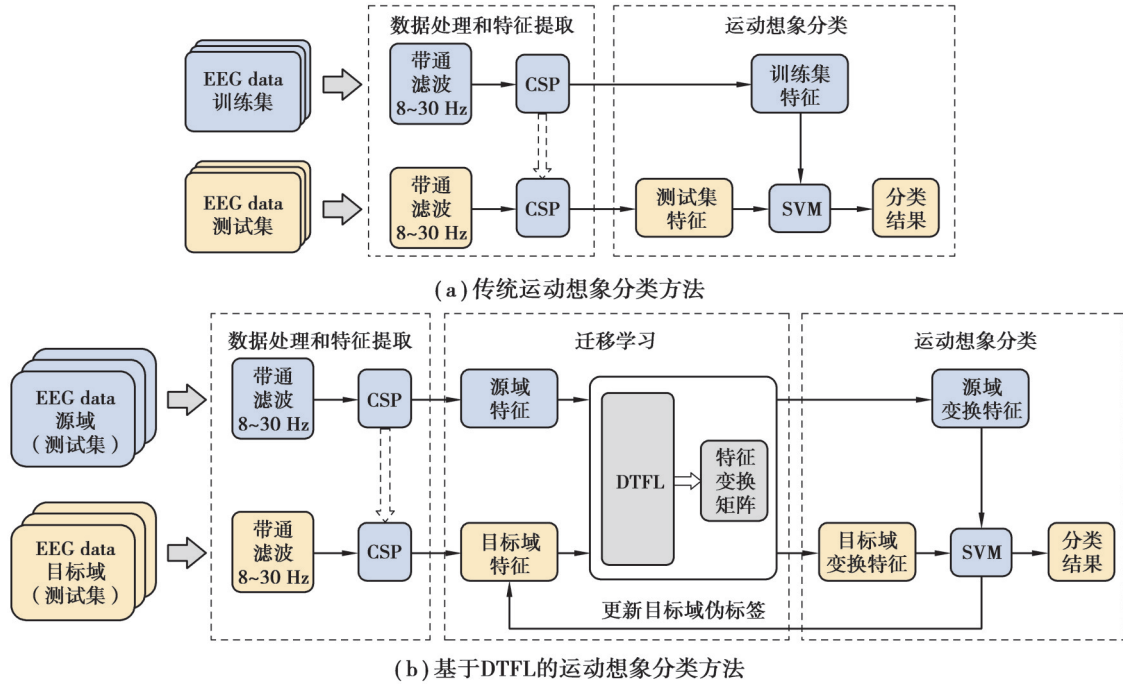 数据处理和特征提取
运动想象分类
EEG data
训练集
带通
滤波
8~30 Hz
CSP
训练集
特征
EEG data
测试集
带通
滤波
8~30 Hz
CSP
测试集
特征
SVM
分类
结果
(a)传统运动想象分类方法
数据处理和特征提取
迁移学习
运动想象分类
EEG data
源域
(测试集)
带通
滤波
8~30 Hz
CSP
源域
特征
DTFL
特征
变换
矩阵
源域
变换特征
EEG data
目标域
(测试集)
带通
滤波
8~30 Hz
CSP
目标域
特征
目标域
变换特征
SVM
分类
结果
更新目标域伪标签
(b)基于DTFL的运动想象分类方法